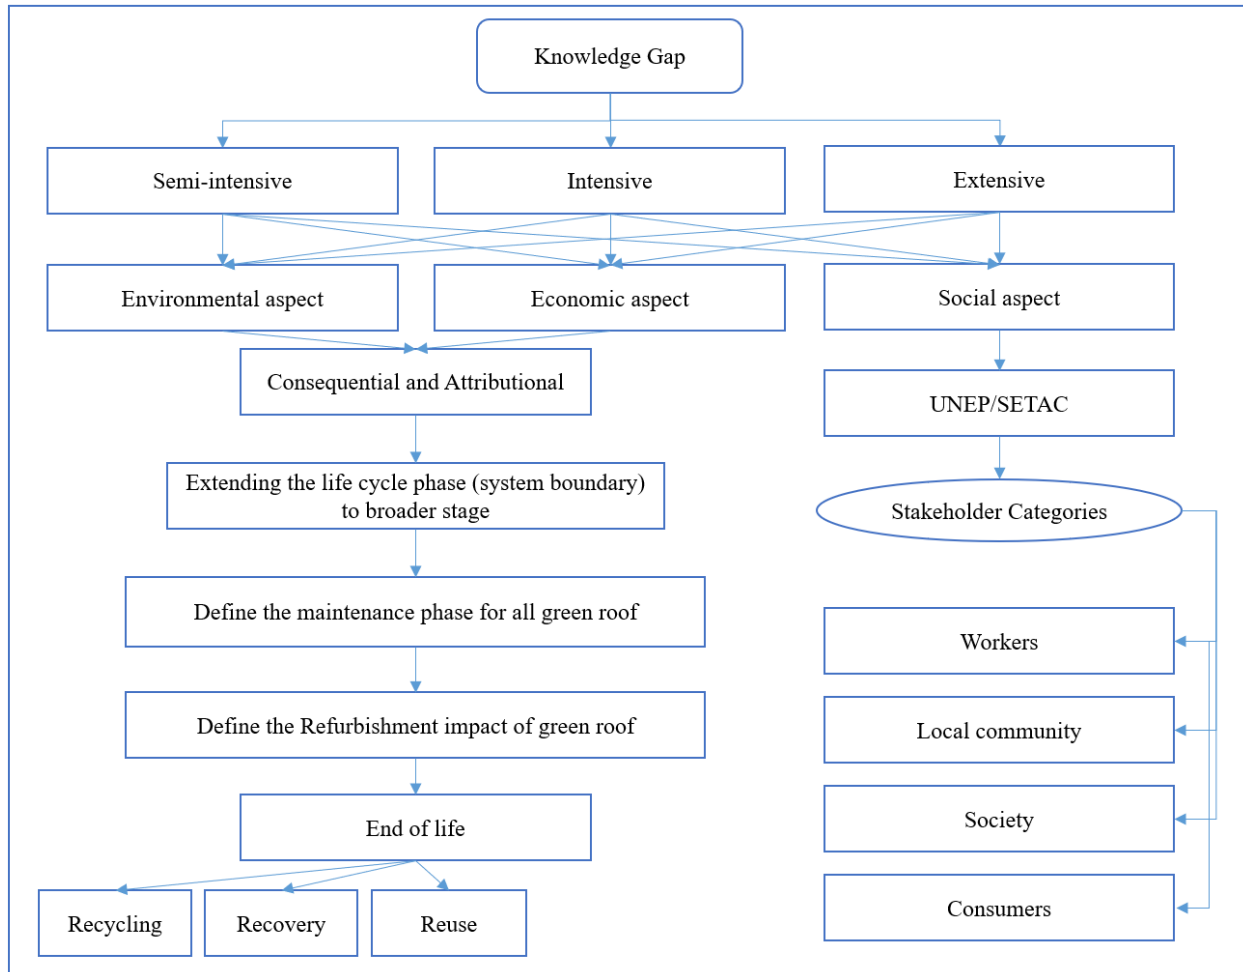 Knowledge Gap
Semi-intensive
Intensive
Extensive
Environmental aspect
Economic aspect
Social aspect
Consequential and Attributional
UNEP/SETAC
Extending the life cycle phase (system boundary)
to broader stage
Stakeholder Categories
Define the maintenance phase for all green roof
Workers
Define the Refurbishment impact of green roof
Local community
End of life
Society
Recycling
Recovery
Reuse
Consumers